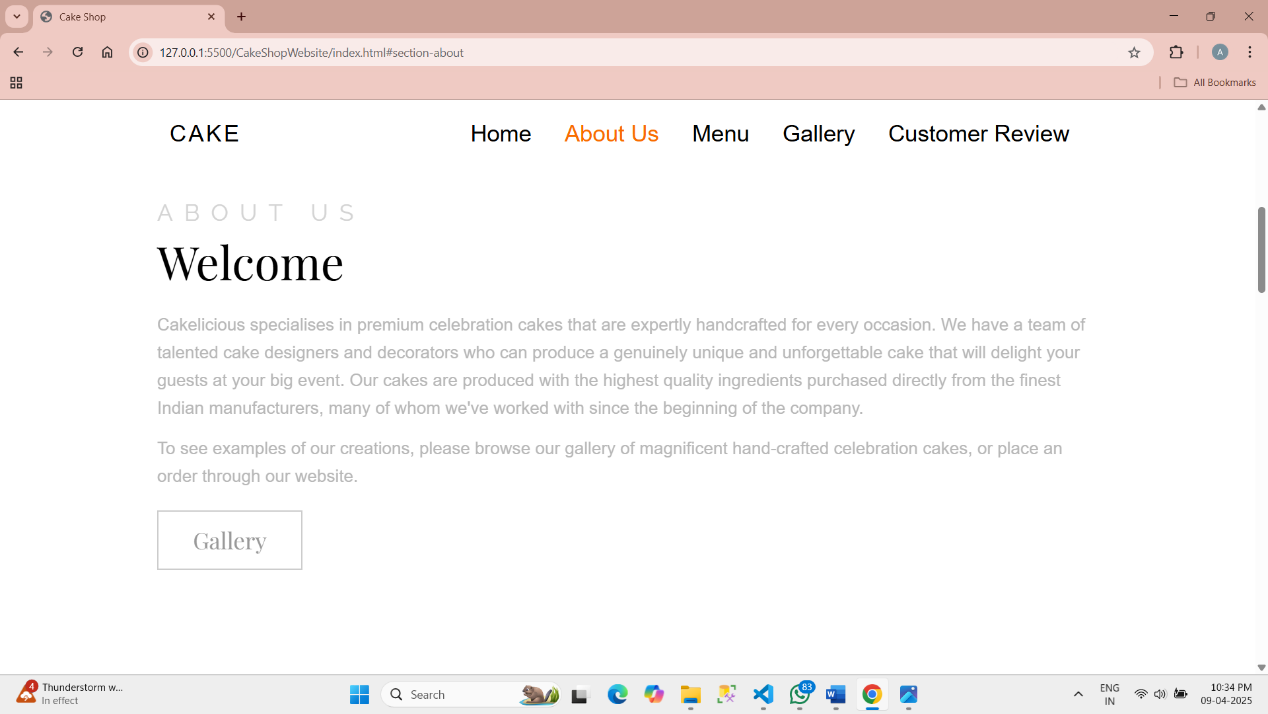 Cake Shop
127.0.0.1:5500/CakeShopWebsite/index.html#section-about
A
All Bookmarks
CAKE
Home
About Us
Menu
Gallery
Customer Review
ABOUT US
Welcome
Cakelicious specialises in premium celebration cakes that are expertly handcrafted for every occasion. We have a team of
talented cake designers and decorators who can produce a genuinely unique and unforgettable cake that will delight your
guests at your big event. Our cakes are produced with the highest quality ingredients purchased directly from the finest
Indian manufacturers, many of whom we've worked with since the beginning of the company.
To see examples of our creations, please browse our gallery of magnificent hand-crafted celebration cakes, or place an
order through our website.
Gallery
4
Thunderstorm w...
In effect
Search
83
W
ENG
IN
10:34 PM
09-04-2025